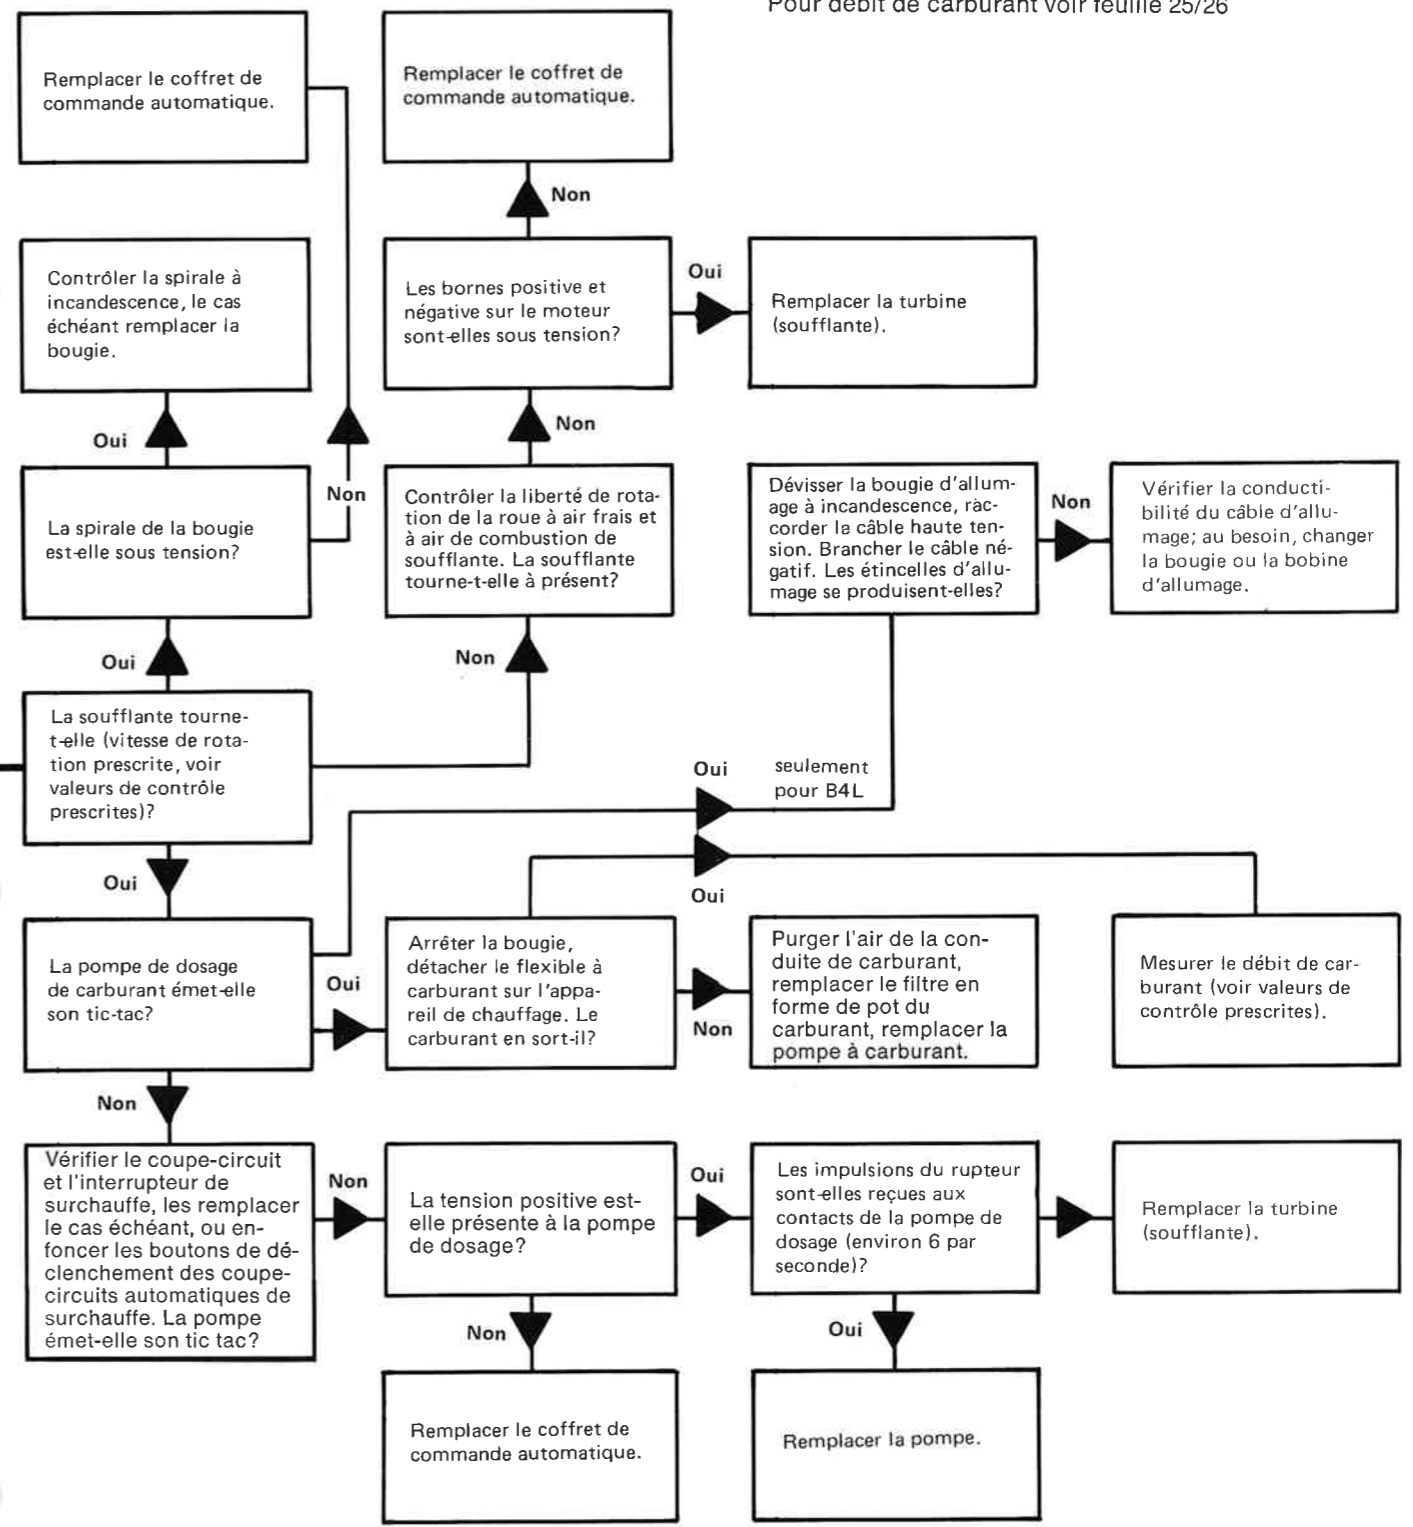 Pour débit de carburant voir feuille 25/26
Remplacer le coffret de
commande automatique.
Remplacer le coffret de
commande automatique.
Non
Contrôler la spirale à
incandescence, le cas
échéant remplacer la
bougie.
Les bornes positive et
négative sur le moteur
sont-elles sous tension?
Oui
Remplacer la turbine
(soufflante).
Oui
Non
Non
La spirale de la bougie
est-elle sous tension?
Contrôler la liberté de rota-
tion de la roue à air frais et
à air de combustion de
soufflante. La soufflante
tourne-t-elle à présent?
Dévisser la bougie d'allum-
age à incandescence, rac-
corder le câble haute ten-
sion. Brancher le câble né-
gatif. Les étincelles d'allu-
mage se produisent-elles?
Non
Vérifier la conducti-
bilité du câble d'allu-
mage; au besoin, changer
la bougie ou la bobine
d'allumage.
Oui
Non
La soufflante tourne-
t-elle (vitesse de rota-
tion prescrite, voir
valeurs de contrôle
prescrites)?
Oui
seulement
pour B4L
Oui
Oui
La pompe de dosage
de carburant émet-elle
son tic-tac?
Oui
Arrêter la bougie,
détacher le flexible à
carburant sur l'appa-
reil de chauffage. Le
carburant en sort-il?
Non
Purger l'air de la con-
duite de carburant,
remplacer le filtre en
forme de pot du
carburant, remplacer la
pompe à carburant.
Mesurer le débit de car-
burant (voir valeurs de
contrôle prescrites).
Non
Vérifier le coupe-circuit
et l'interrupteur de
surchauffe, les remplacer
le cas échéant, ou en-
foncer les boutons de dé-
clenchement des coupe-
circuits automatiques de
surchauffe. La pompe
émet-elle son tic tac?
Non
La tension positive est-
elle présente à la pompe
de dosage?
Oui
Les impulsions du rupteur
sont-elles reçues aux
contacts de la pompe de
dosage (environ 6 par
seconde)?
Remplacer la turbine
(soufflante).
Non
Oui
Remplacer le coffret de
commande automatique.
Remplacer la pompe.